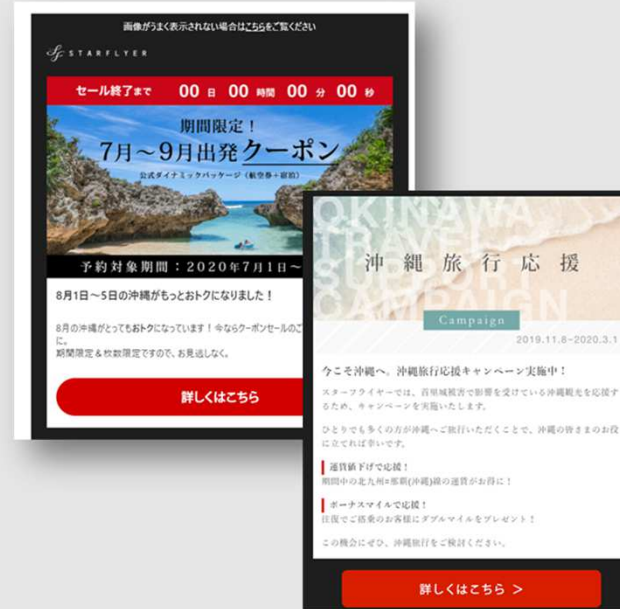 画像がうまく表示されない場合はこちらをご覧ください
STARFLYER
セール終了まで 00 日 00 時間 00 分 00 秒
期間限定！
7月～9月出発クーポン
公式ダイナミックパッケージ（航空券＋宿泊）
予約対象期間：2020年7月1日～
8月1日～5日の沖縄がもっとおトクになりました！
8月の沖縄がとってもおトクになっています！今ならクーポンセールのご
に。
期間限定＆枚数限定ですので、お見逃しなく。
詳しくはこちら
OKINAWA
TRAVEL
SUPPORT
CAMPAIGN
沖縄旅行応援
Campaign
2019.11.8-2020.3.1
今こそ沖縄へ。沖縄旅行応援キャンペーン実施中！
スターフライヤーでは、首里城被害で影響を受けている沖縄観光を応援す
るため、キャンペーンを実施いたします。
ひとりでも多くの方が沖縄へご旅行いただくことで、沖縄の皆さまのお役
に立てれば幸いです。
運賃値下げで応援！
期間中の北九州=那覇(沖縄)線の運賃がお得に！
ボーナスマイルで応援！
往復でご搭乗のお客様にダブルマイルをプレゼント！
この機会にぜひ、沖縄旅行をご検討ください。
詳しくはこちら ＞